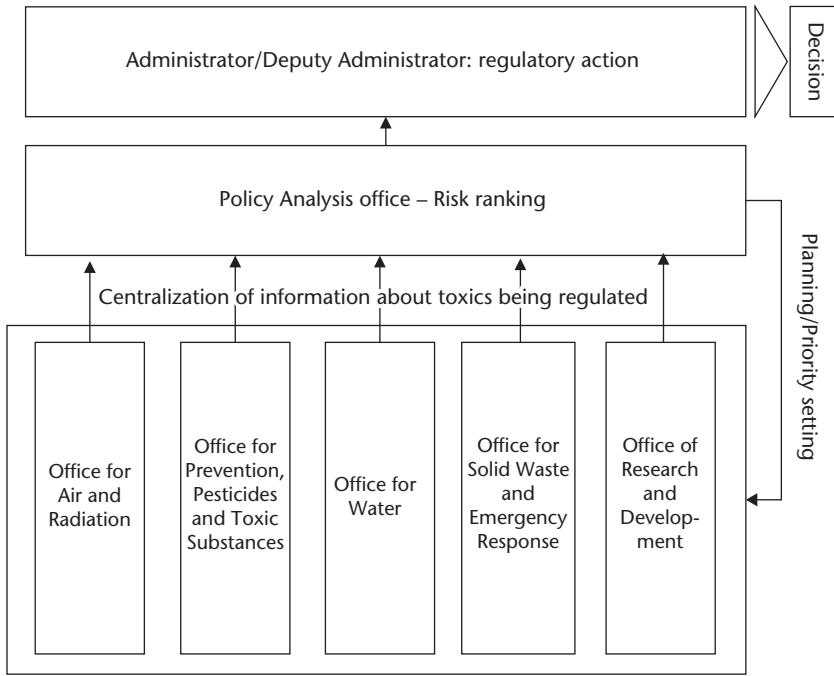 Administrator/Deputy Administrator: regulatory action
Decision
Policy Analysis office – Risk ranking
Planning/Priority setting
Centralization of information about toxics being regulated
Office for
Air and
Radiation
Office for
Prevention,
Pesticides
and Toxic
Substances
Office for
Water
Office for
Solid Waste
and
Emergency
Response
Office of
Research
and
Develop-
ment